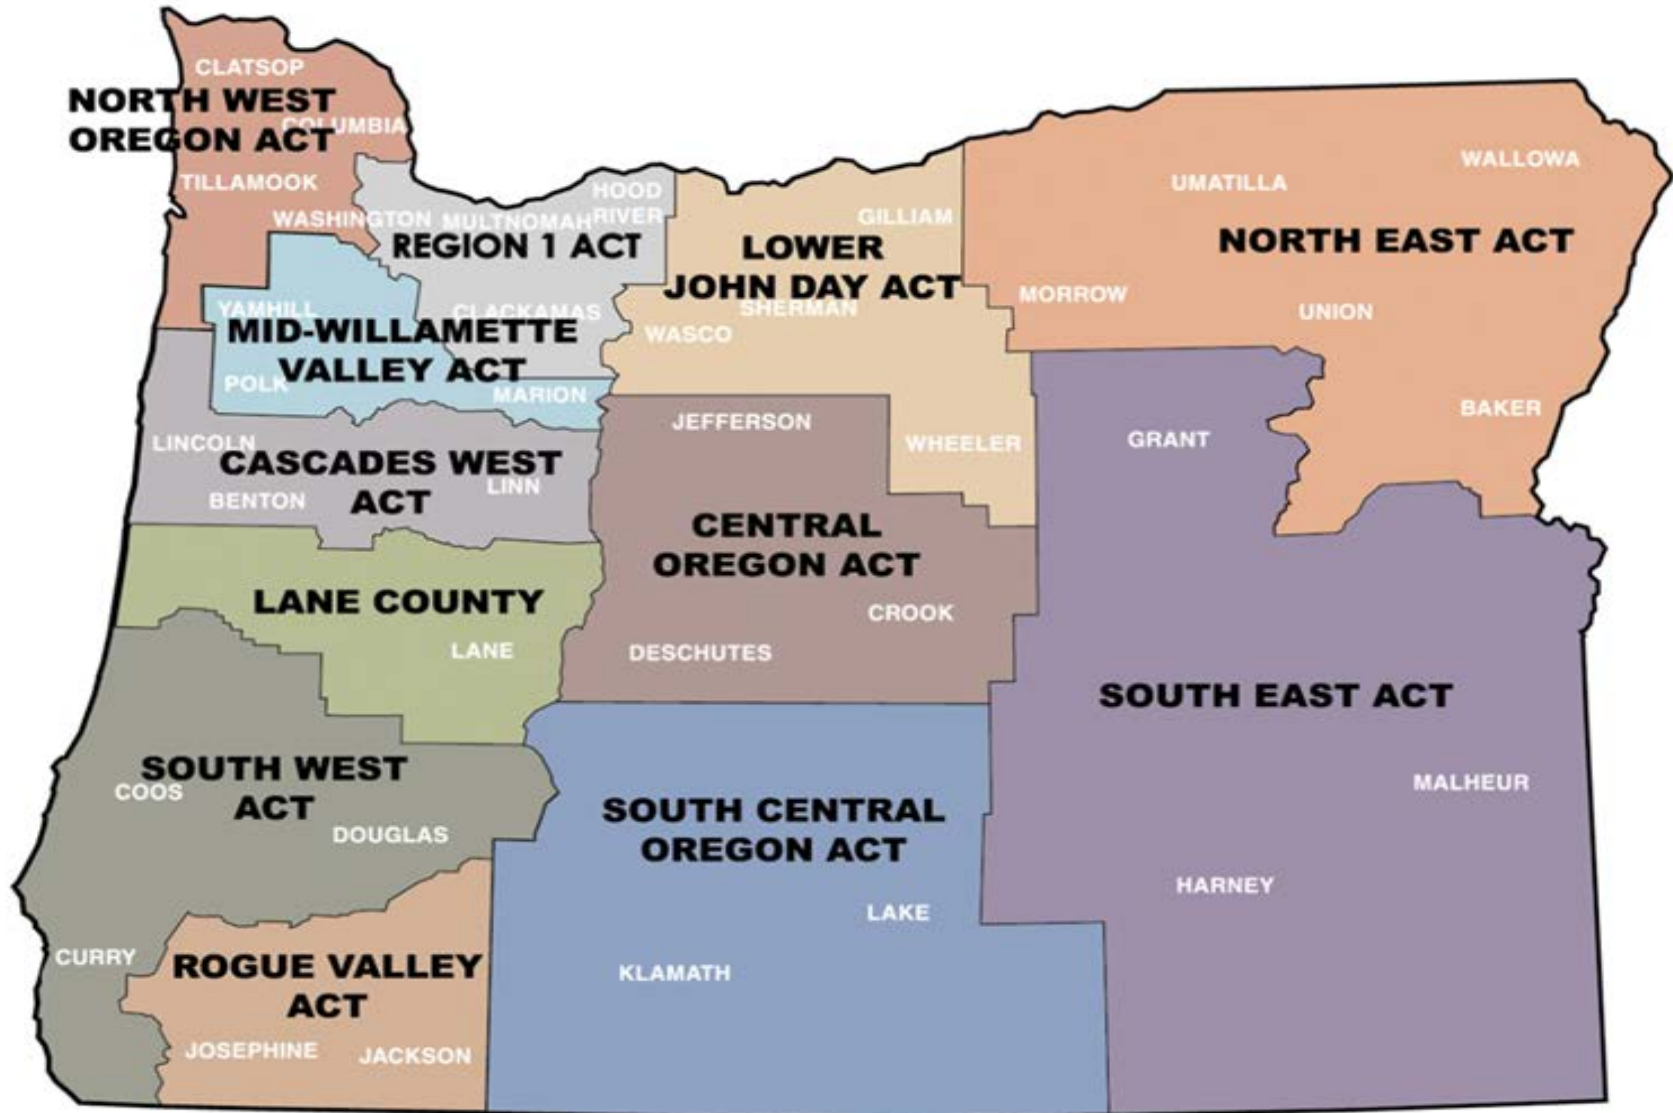 CLATSOP
NORTH WEST
OREGON ACT
COLUMBIA
TILLAMOOK
WASHINGTON
MULTNOMAH
HOOD
RIVER
REGION 1 ACT
CLACKAMAS
GILLIAM
LOWER
JOHN DAY ACT
SHERMAN
WASCO
WHEELER
WALLOWA
UMATILLA
NORTH EAST ACT
MORROW
UNION
BAKER
YAMHILL
MID-WILLAMETTE
VALLEY ACT
POLK
MARION
LINCOLN
CASCADES WEST
ACT
LINN
BENTON
JEFFERSON
CENTRAL
OREGON ACT
CROOK
DESCHUTES
GRANT
SOUTH EAST ACT
MALHEUR
HARNEY
LANE COUNTY
LANE
SOUTH WEST
ACT
COOS
DOUGLAS
CURRY
SOUTH CENTRAL
OREGON ACT
LAKE
KLAMATH
ROGUE VALLEY
ACT
JOSEPHINE
JACKSON